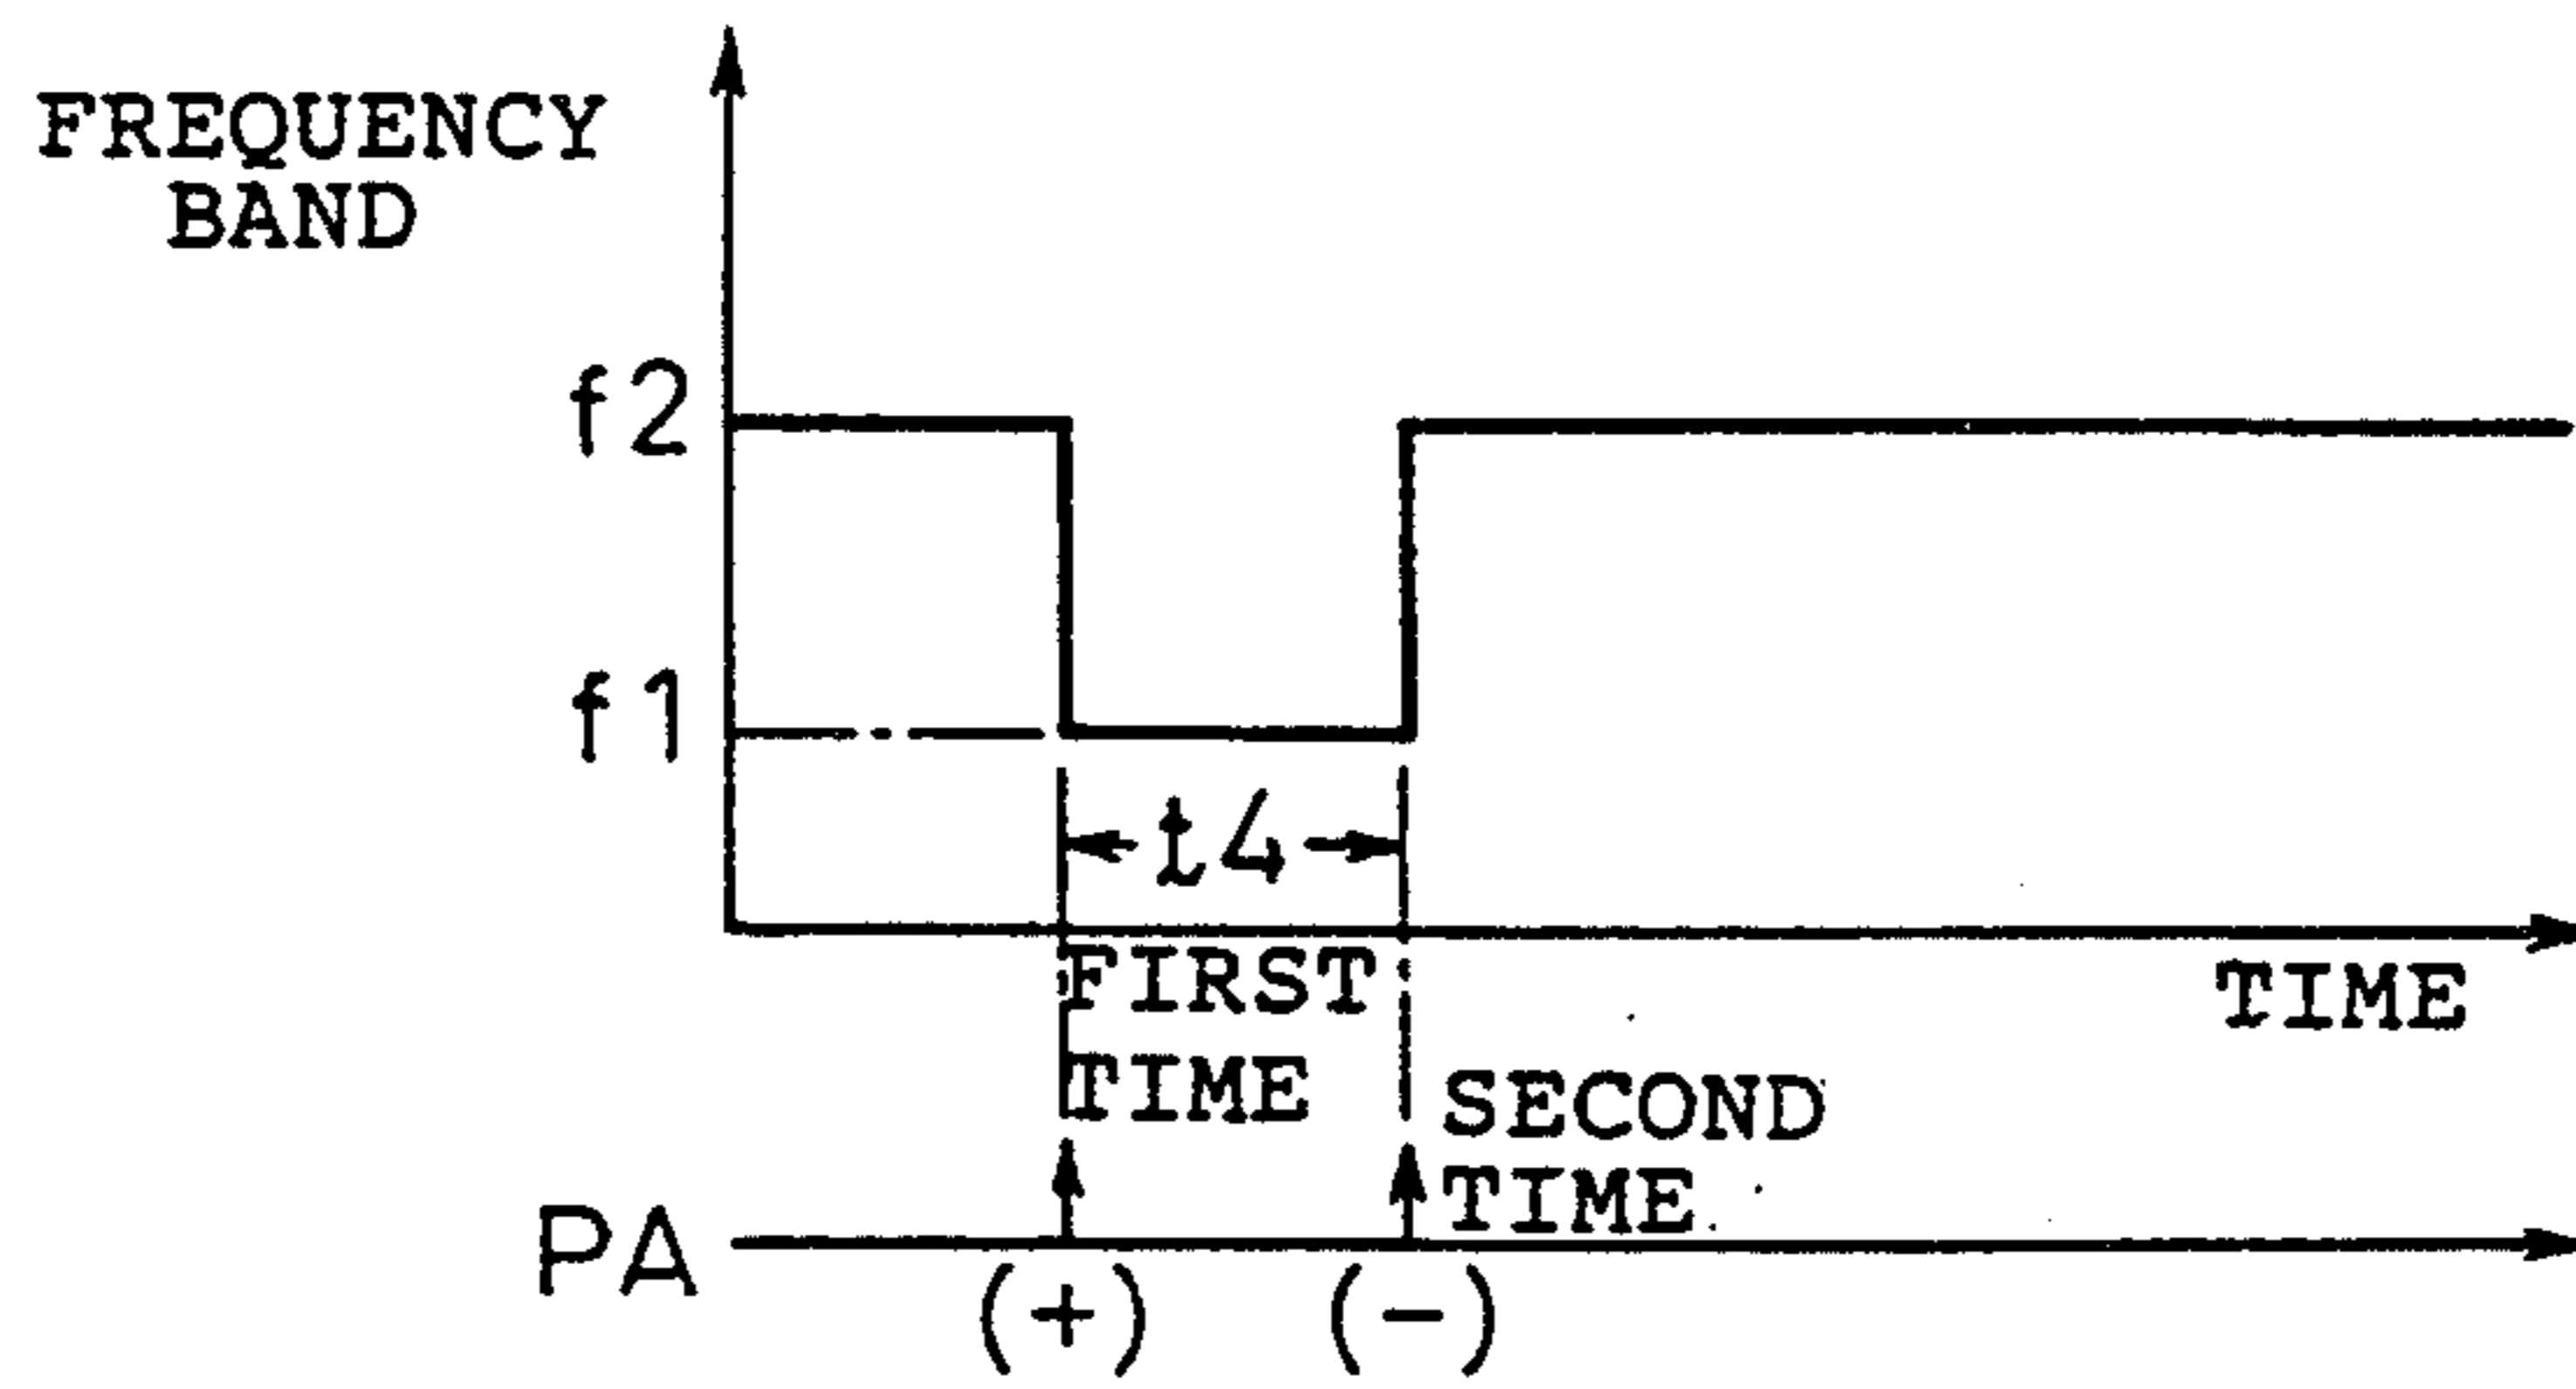 FREQUENCY
BAND
f2
f1
t4
FIRST
TIME
TIME
SECOND
TIME
PA
(+)
(-)